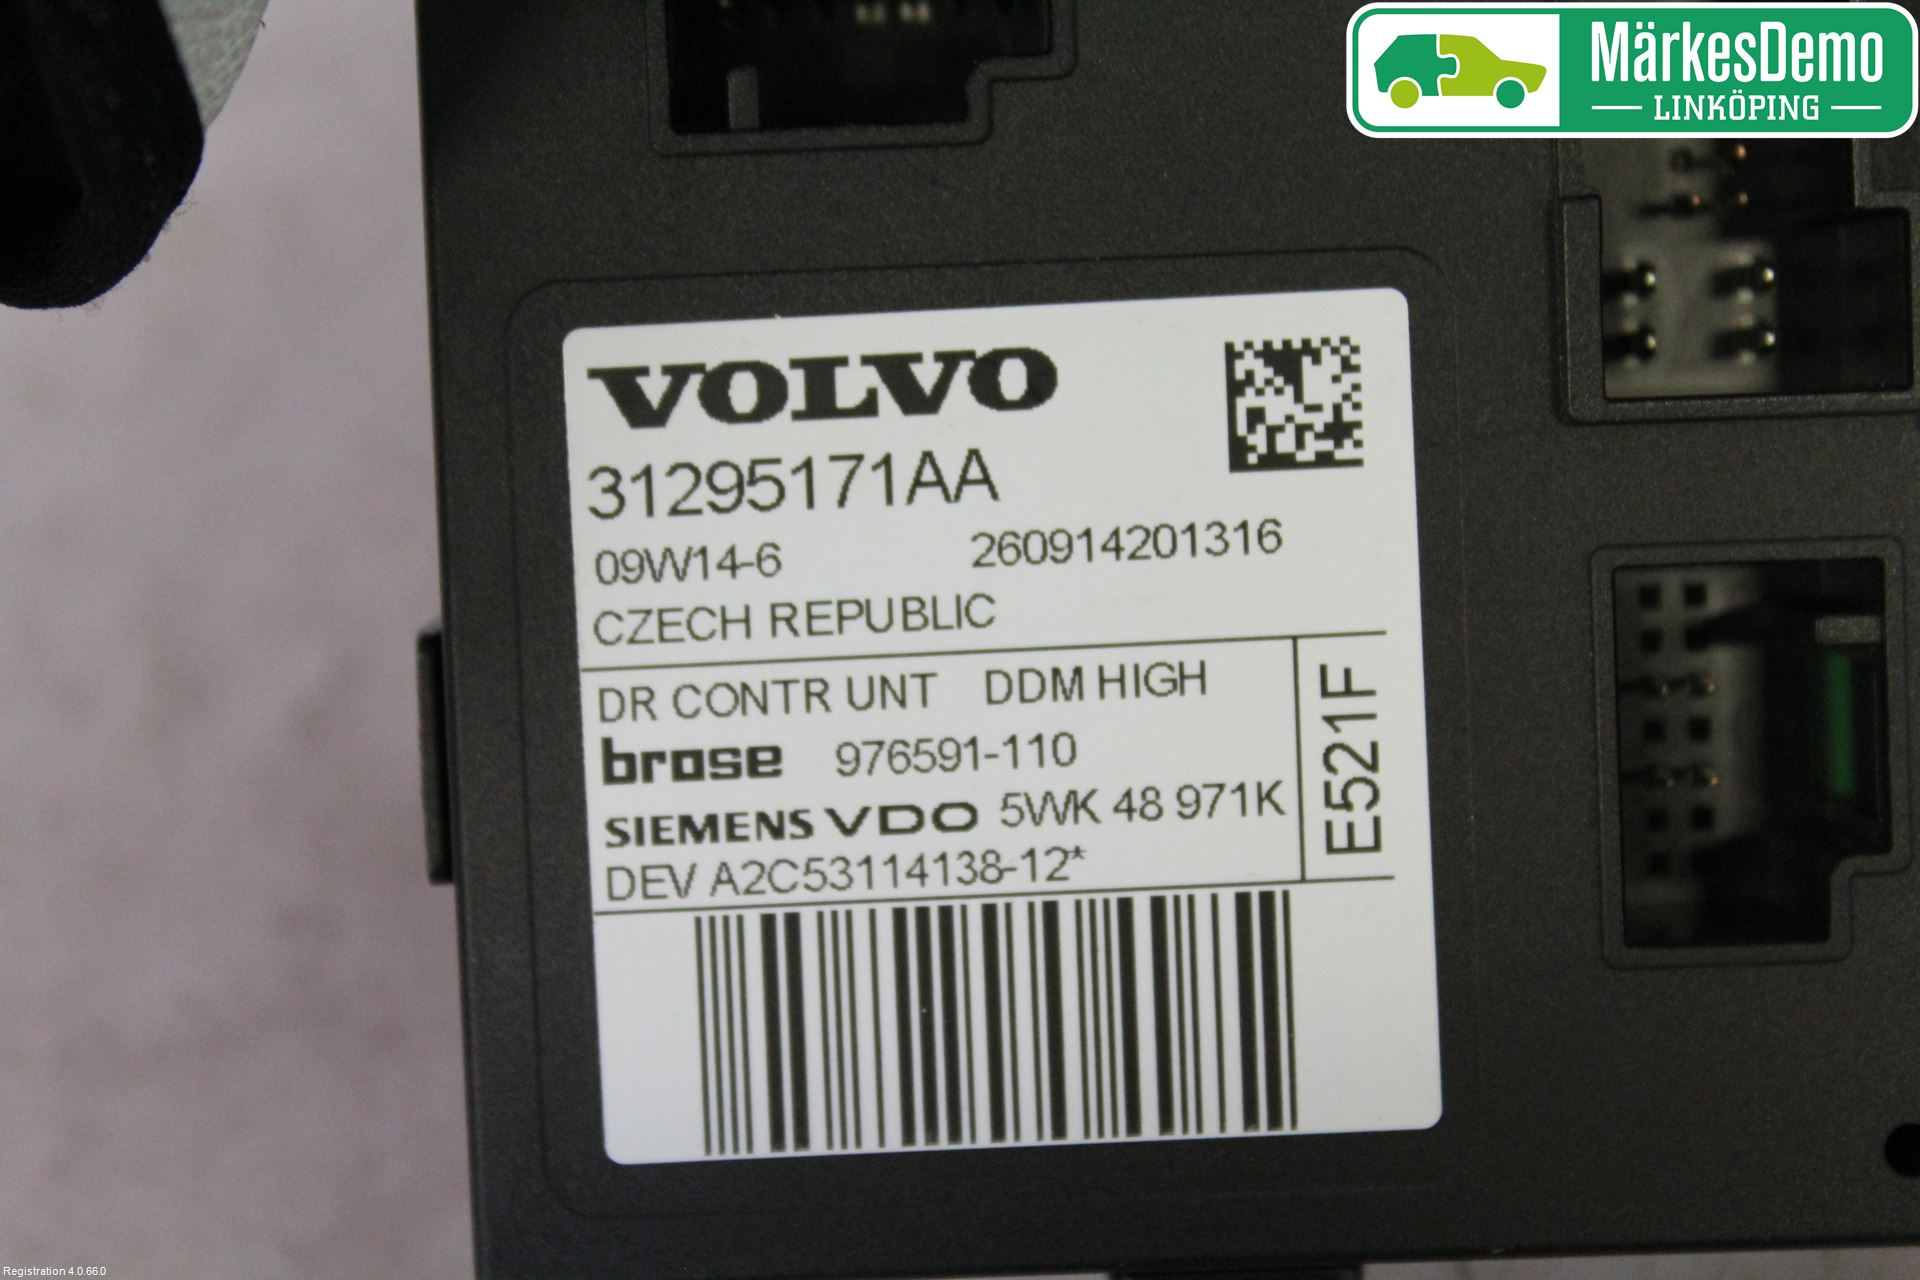 MärkesDemo
LINKÖPING
VOLVO
31295171AA
09W14-6 260914201316
CZECH REPUBLIC
DR CONTR UNT DDM HIGH
brose 976591-110
SIEMENS VDO 5WK 48 971K
DEV A2C53114138-12*
E521F
Registration 4.0.66.0